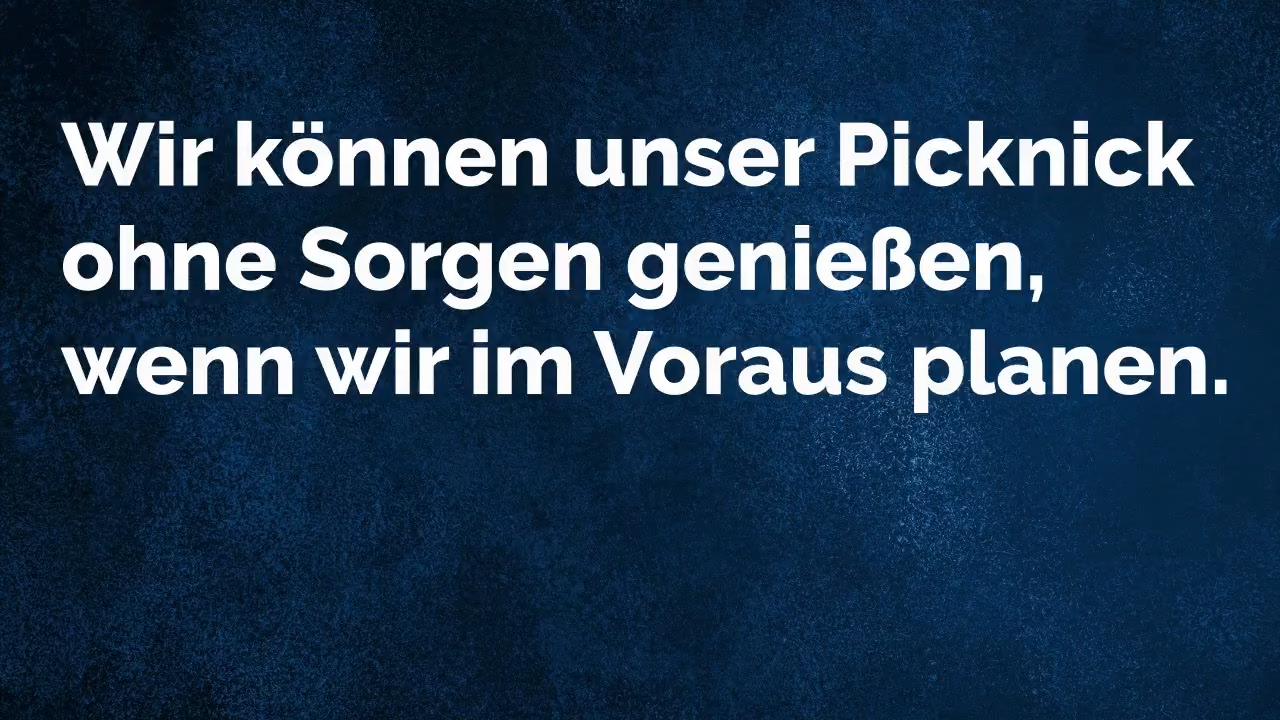 Wir können unser Picknick
ohne Sorgen genießen,
wenn wir im Voraus planen.